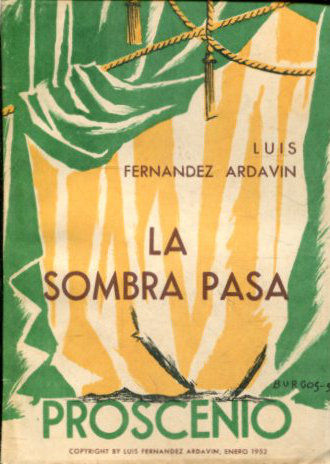 LUIS
FERNANDEZ ARDAVIN
LA
SOMBRA PASA
BURGOS-
PROSCENIO
COPYRIGHT BY LUIS FERNANDEZ ARDAVIN, ENERO 1952